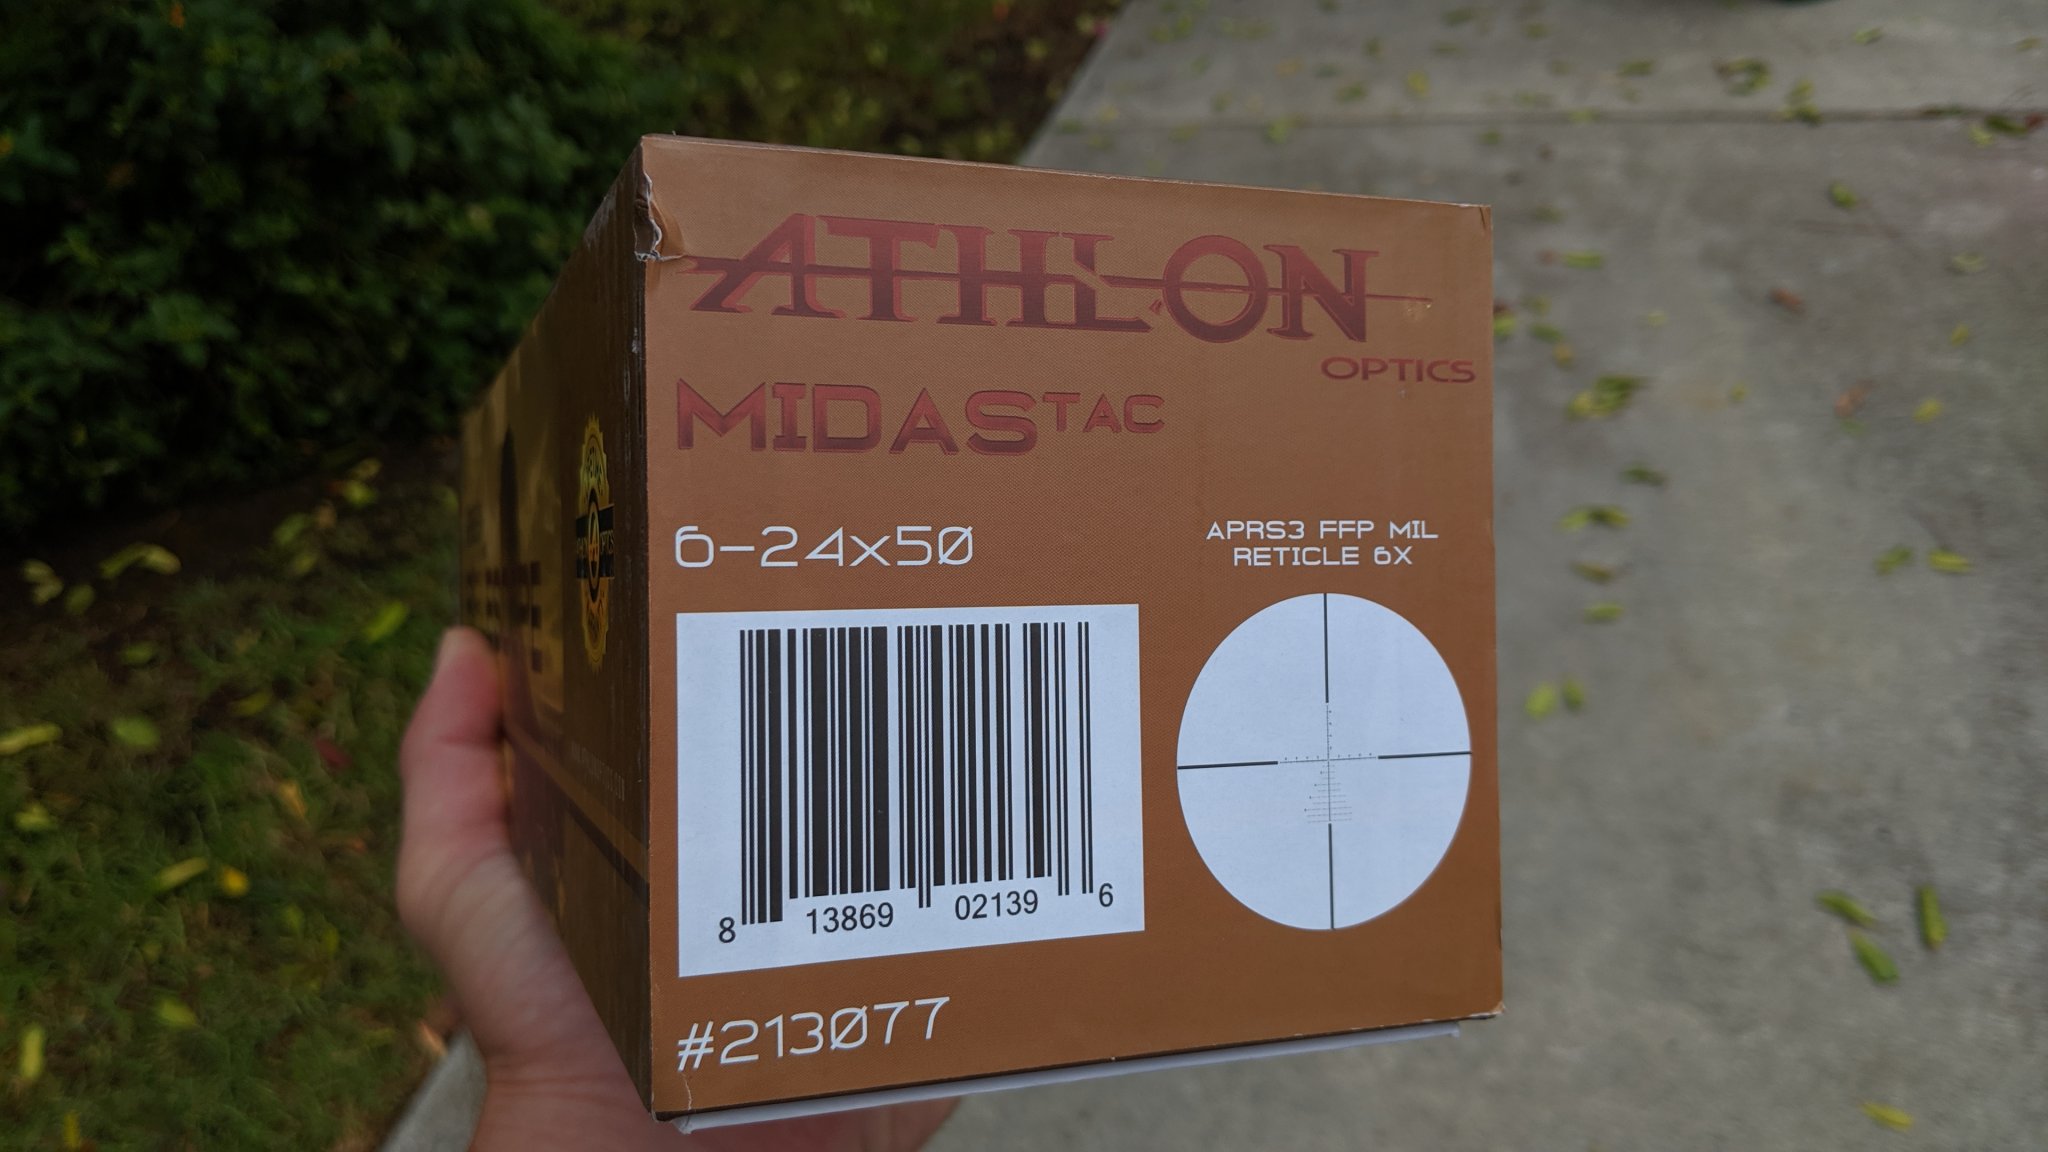 ATHLON
OPTICS
MIDAS TAC
6-24x50
APRS3 FFP MIL
RETICLE 6X
8 13869 02139 6
#213077